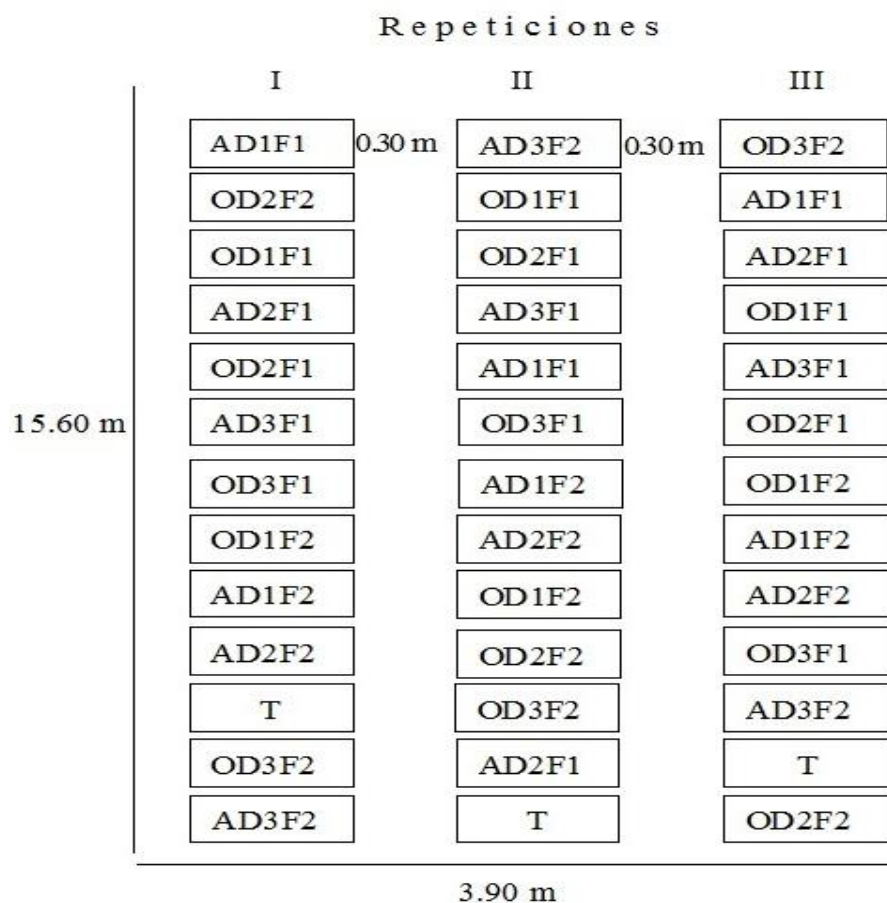 Repeticiones
I II III
AD1F1 0.30 m AD3F2 0.30 m OD3F2
OD2F2 OD1F1 AD1F1
OD1F1 OD2F1 AD2F1
AD2F1 AD3F1 OD1F1
OD2F1 AD1F1 AD3F1
15.60 m AD3F1 OD3F1 OD2F1
OD3F1 AD1F2 OD1F2
OD1F2 AD2F2 AD1F2
AD1F2 OD1F2 AD2F2
AD2F2 OD2F2 OD3F1
T OD3F2 AD3F2
OD3F2 AD2F1 T
AD3F2 T OD2F2
3.90 m